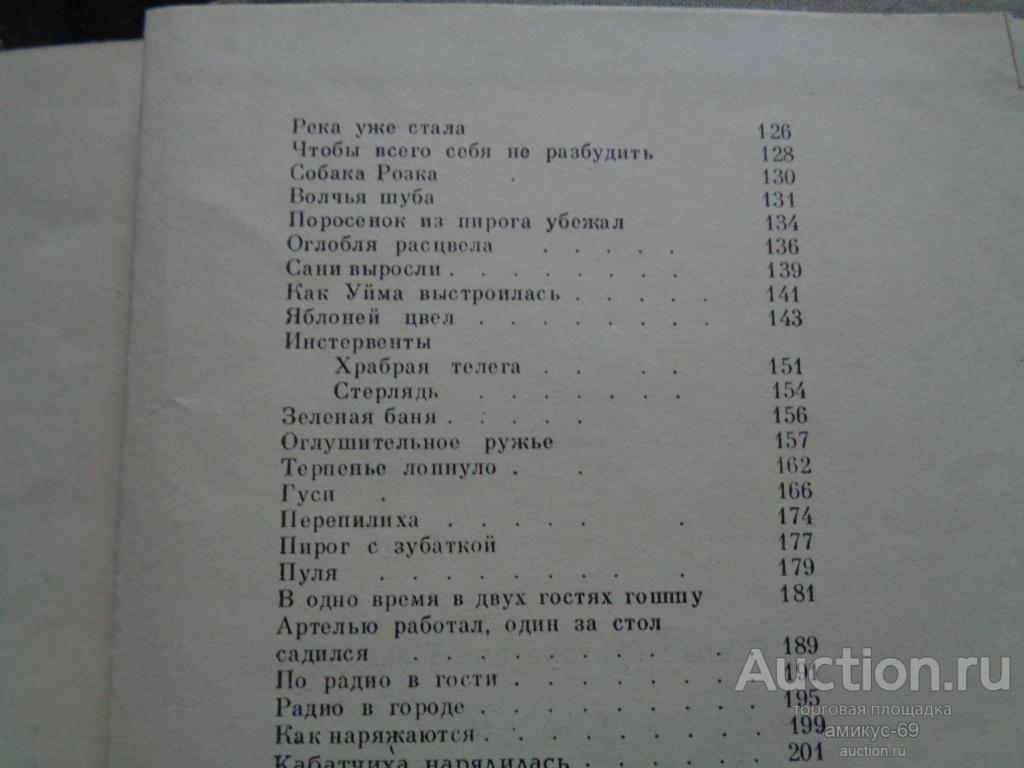 Река уже стала 126
Чтобы всего себя не разбудить 128
Собака Розка . 130
Волчья шуба 131
Поросенок из пирога убежал 134
Оглобля расцвела . . . . . 136
Сани выросли . . . . . . . . 139
Как Уйма выстроилась . . . . . 141
Яблоней цвел . . . . . . . . 143
Инстервенты
Храбрая телега . . . . 151
Стерлядь . . . . . . . 154
Зеленая баня . . . . . 156
Оглушительное ружье 157
Терпенье лопнуло . . 162
Гуси . 166
Перепилиха . . . . . . 174
Пирог с зубаткой 177
Пуля . . . . . . . . . 179
В одно время в двух гостях гощщу 181
Артелью работал, один за стол
садился . . . . . . . . 189
По радио в гости . . . . . . . 191
Радио в городе . . . . . . . . 195
Как наряжаются . . . . . . . . 199
Кабатчиха нарядилась . . . . . 201
Auction.ru
торговая площадка
амикус-69
auction.ru